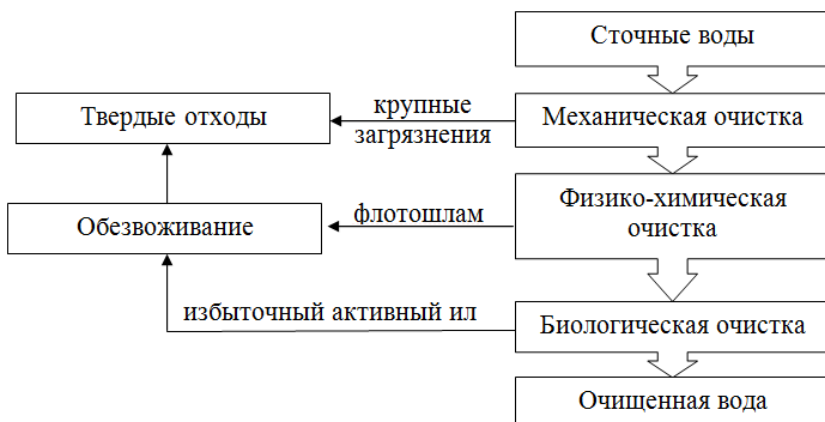 Сточные воды
Твердые отходы
крупные
загрязнения
Механическая очистка
Обезвоживание
флотошлам
Физико-химическая
очистка
избыточный активный ил
Биологическая очистка
Очищенная вода